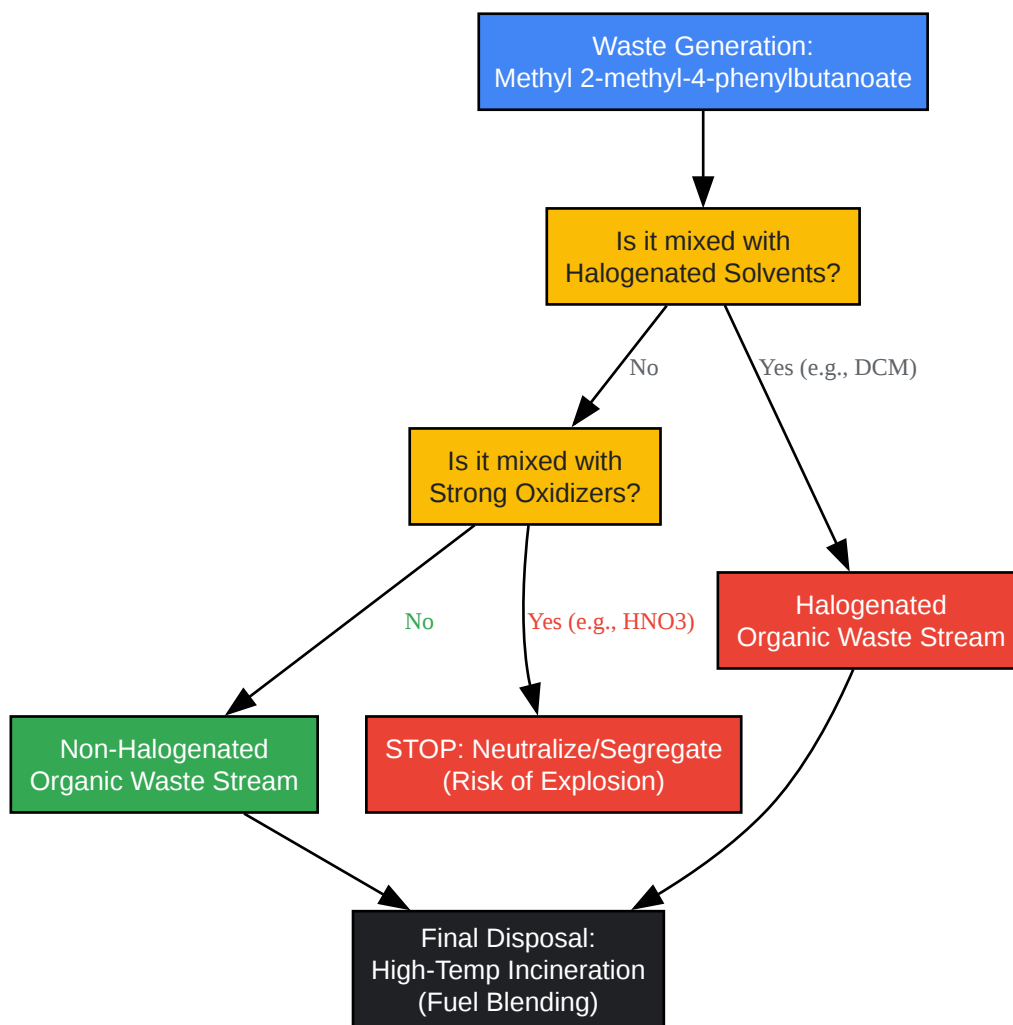 Waste Generation:
Methyl 2-methyl-4-phenylbutanoate
Is it mixed with
Halogenated Solvents?
No
Yes (e.g., DCM)
Is it mixed with
Strong Oxidizers?
Halogenated
Organic Waste Stream
No
Yes (e.g., HNO3)
Non-Halogenated
Organic Waste Stream
STOP: Neutralize/Segregate
(Risk of Explosion)
Final Disposal:
High-Temp Incineration
(Fuel Blending)